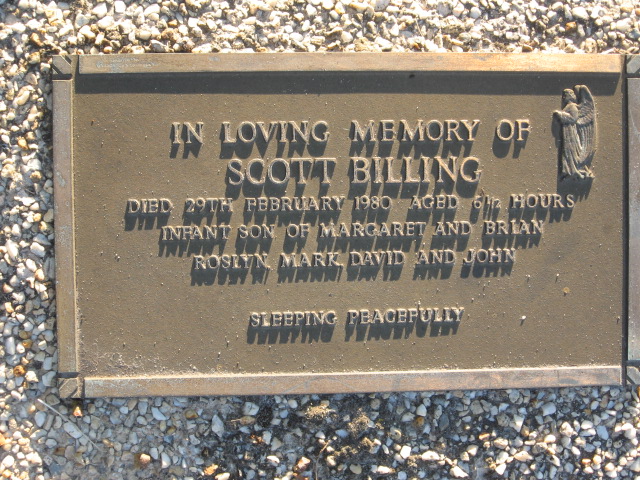 IN LOVING MEMORY OF
SCOTT BILLING
DIED 29TH FEBRUARY 1980 AGED 6½ HOURS
INFANT SON OF MARGARET AND BRIAN
ROSLYN, MARK, DAVID AND JOHN
SLEEPING PEACEFULLY